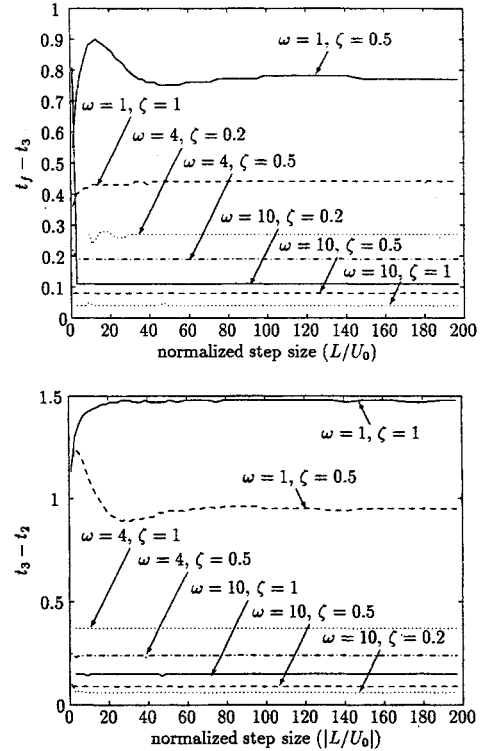 1
0.9
0.8
0.7
0.6
0.5
0.4
0.3
0.2
0.1
0
t_f − t_3
ω = 1, ζ = 0.5
ω = 1, ζ = 1
ω = 4, ζ = 0.2
ω = 4, ζ = 0.5
ω = 10, ζ = 0.2
ω = 10, ζ = 0.5
ω = 10, ζ = 1
0 20 40 60 80 100 120 140 160 180 200
normalized step size (L/U_0)
1.5
1
0.5
0
t_3 − t_2
ω = 1, ζ = 1
ω = 1, ζ = 0.5
ω = 4, ζ = 1
ω = 4, ζ = 0.5
ω = 10, ζ = 1
ω = 10, ζ = 0.5
ω = 10, ζ = 0.2
0 20 40 60 80 100 120 140 160 180 200
normalized step size (|L/U_0|)